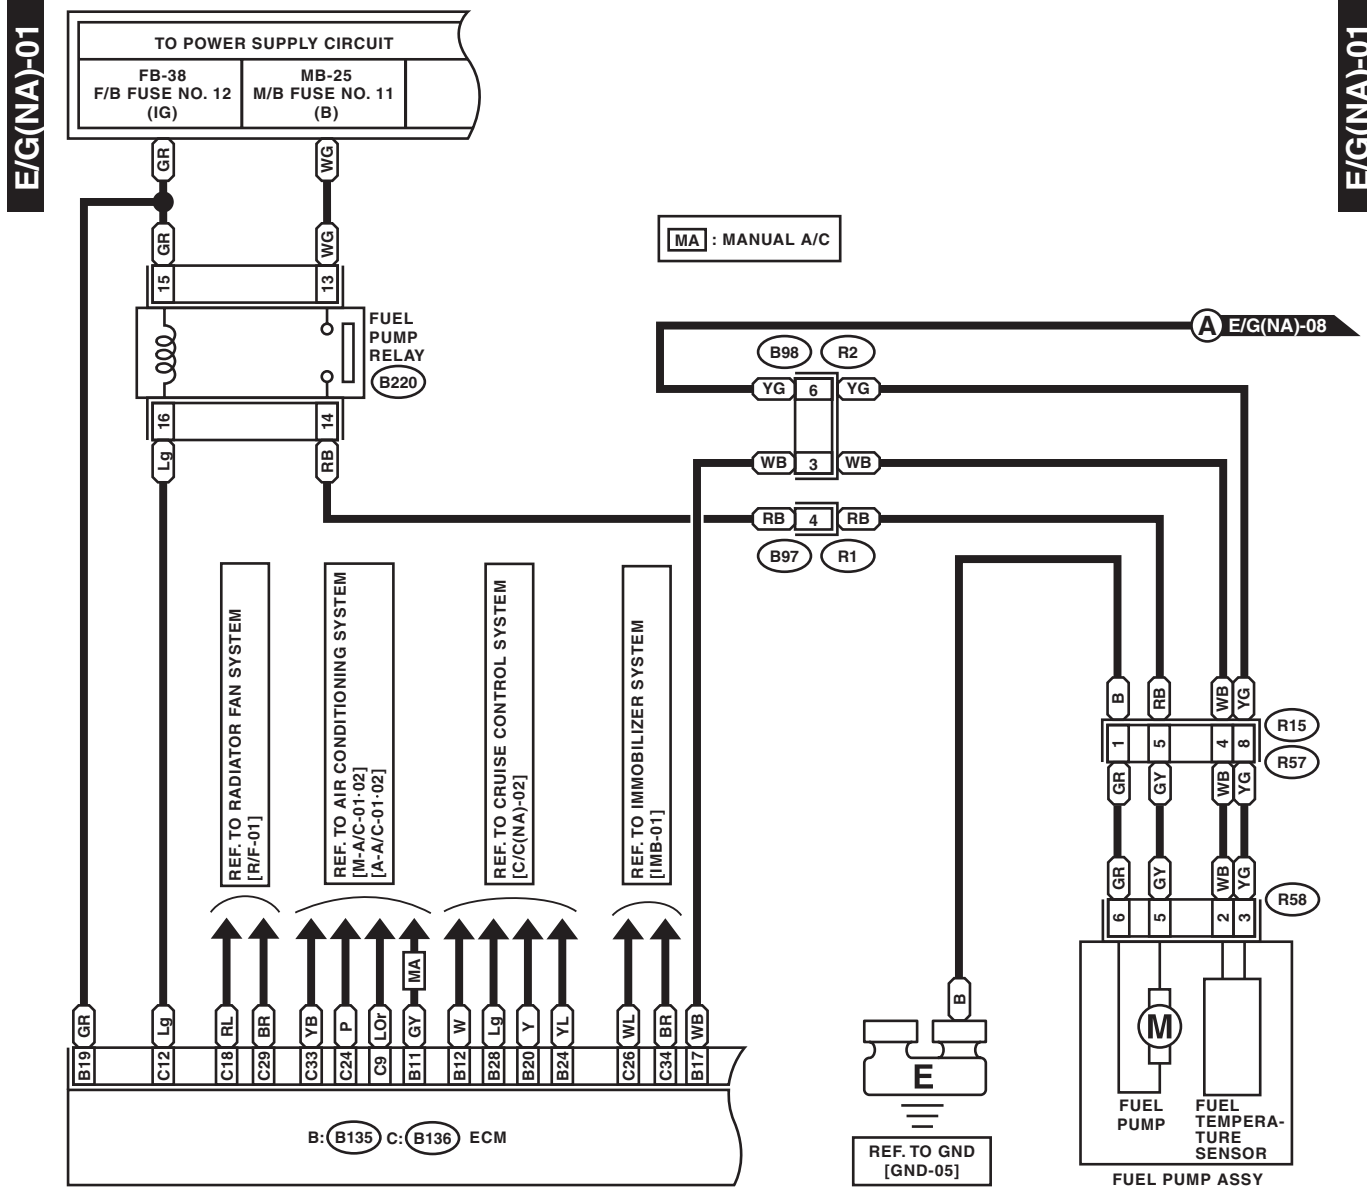 E/G(NA)-01
E/G(NA)-01
TO POWER SUPPLY CIRCUIT
FB-38
F/B FUSE NO. 12
(IG)
MB-25
M/B FUSE NO. 11
(B)
GR
WG
GR
WG
15
13
FUEL
PUMP
RELAY
B220
16
14
Lg
RB
MA : MANUAL A/C
A E/G(NA)-08
B98 R2
YG 6 YG
WB 3 WB
RB 4 RB
B97 R1
REF. TO RADIATOR FAN SYSTEM
[R/F-01]
REF. TO AIR CONDITIONING SYSTEM
[M-A/C-01·02]
[A-A/C-01·02]
REF. TO CRUISE CONTROL SYSTEM
[C/C(NA)-02]
REF. TO IMMOBILIZER SYSTEM
[IMB-01]
B RB WB YG
1 5 4 8
R15
R57
GR GY WB YG
GR GY WB YG
R58
6 5 2 3
MA
GR Lg RL BR YB P LOr GY W Lg Y YL WL BR WB
B19 C12 C18 C29 C33 C24 C9 B11 B12 B28 B20 B24 C26 C34 B17
B: B135 C: B136 ECM
B
E
REF. TO GND
[GND-05]
M
FUEL
PUMP
FUEL
TEMPERA-
TURE
SENSOR
FUEL PUMP ASSY